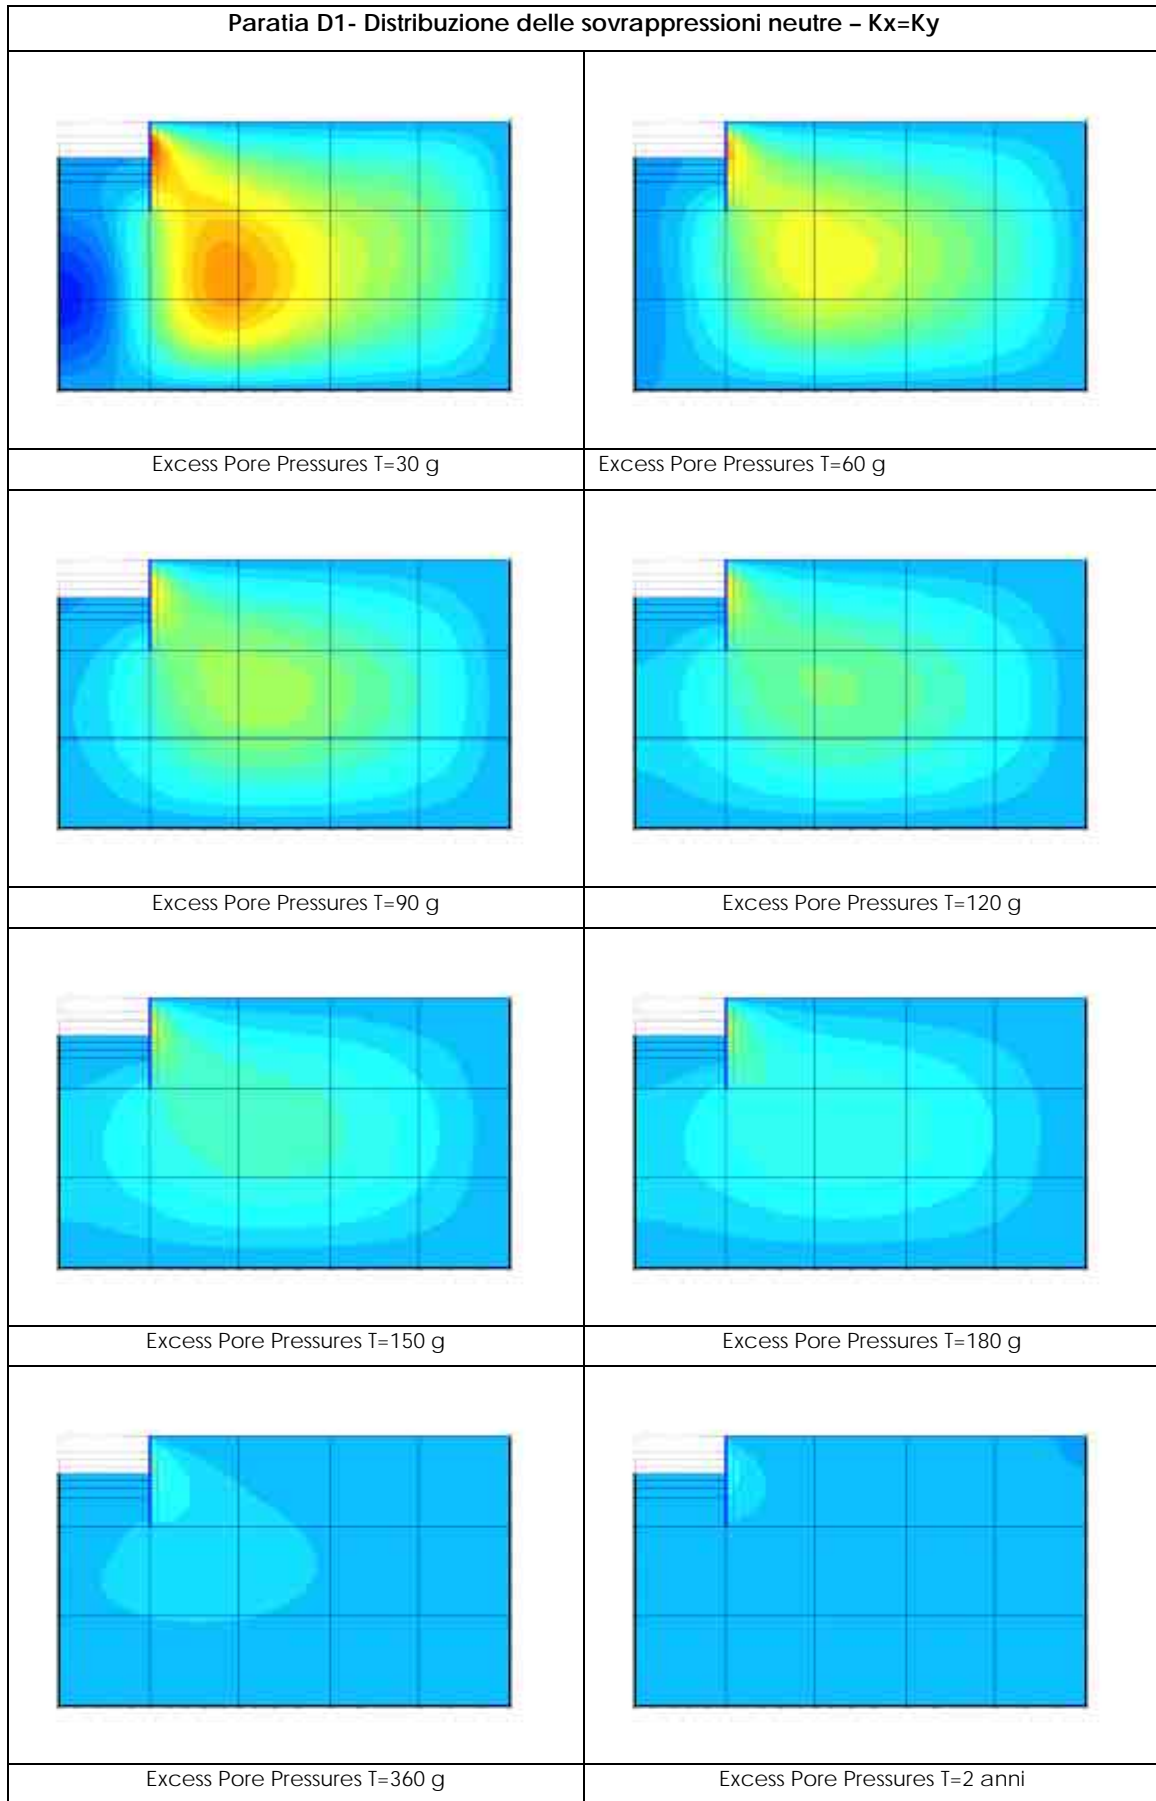 Paratia D1- Distribuzione delle sovrappressioni neutre – Kx=Ky
Excess Pore Pressures T=30 g
Excess Pore Pressures T=60 g
Excess Pore Pressures T=90 g
Excess Pore Pressures T=120 g
Excess Pore Pressures T=150 g
Excess Pore Pressures T=180 g
Excess Pore Pressures T=360 g
Excess Pore Pressures T=2 anni